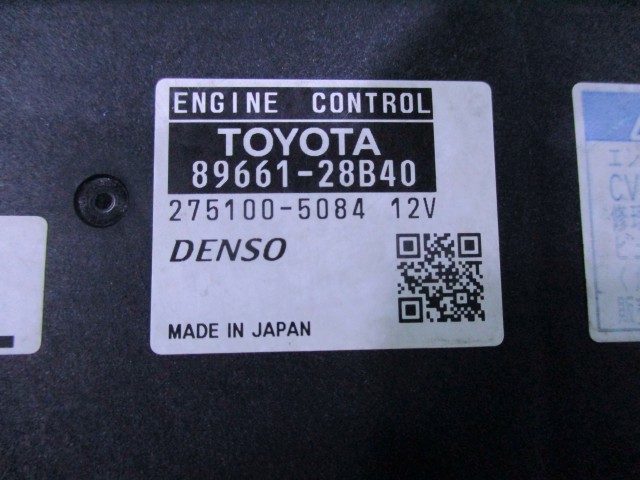 ENGINE CONTROL
TOYOTA
89661-28B40
275100-5084 12V
DENSO
MADE IN JAPAN
CV